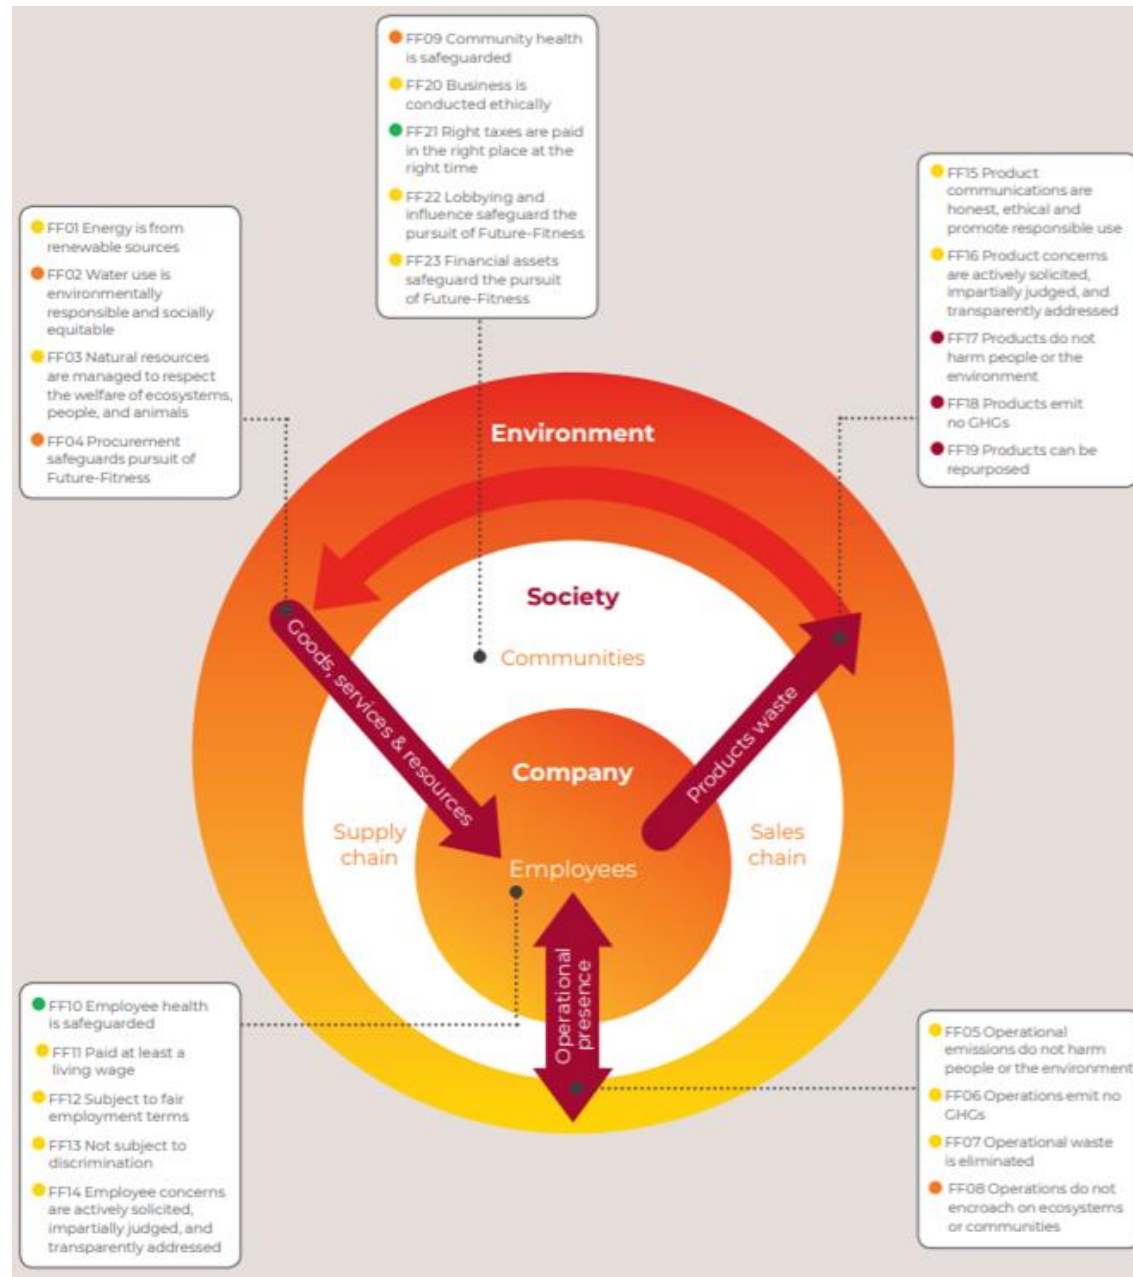 FF09 Community health
is safeguarded
FF20 Business is
conducted ethically
FF21 Right taxes are paid
in the right place at the
right time
FF22 Lobbying and
influence safeguard the
pursuit of Future-Fitness
FF23 Financial assets
safeguard the pursuit
of Future-Fitness
FF01 Energy is from
renewable sources
FF02 Water use is
environmentally
responsible and socially
equitable
FF03 Natural resources
are managed to respect
the welfare of ecosystems,
people, and animals
FF04 Procurement
safeguards pursuit of
Future-Fitness
FF15 Product
communications are
honest, ethical and
promote responsible use
FF16 Product concerns
are actively solicited,
impartially judged, and
transparently addressed
FF17 Products do not
harm people or the
environment
FF18 Products emit
no GHGs
FF19 Products can be
repurposed
Environment
Society
Communities
Goods, services & resources
Products waste
Company
Supply
chain
Sales
chain
Employees
Operational
presence
FF10 Employee health
is safeguarded
FF11 Paid at least a
living wage
FF12 Subject to fair
employment terms
FF13 Not subject to
discrimination
FF14 Employee concerns
are actively solicited,
impartially judged, and
transparently addressed
FF05 Operational
emissions do not harm
people or the environment
FF06 Operations emit no
GHGs
FF07 Operational waste
is eliminated
FF08 Operations do not
encroach on ecosystems
or communities